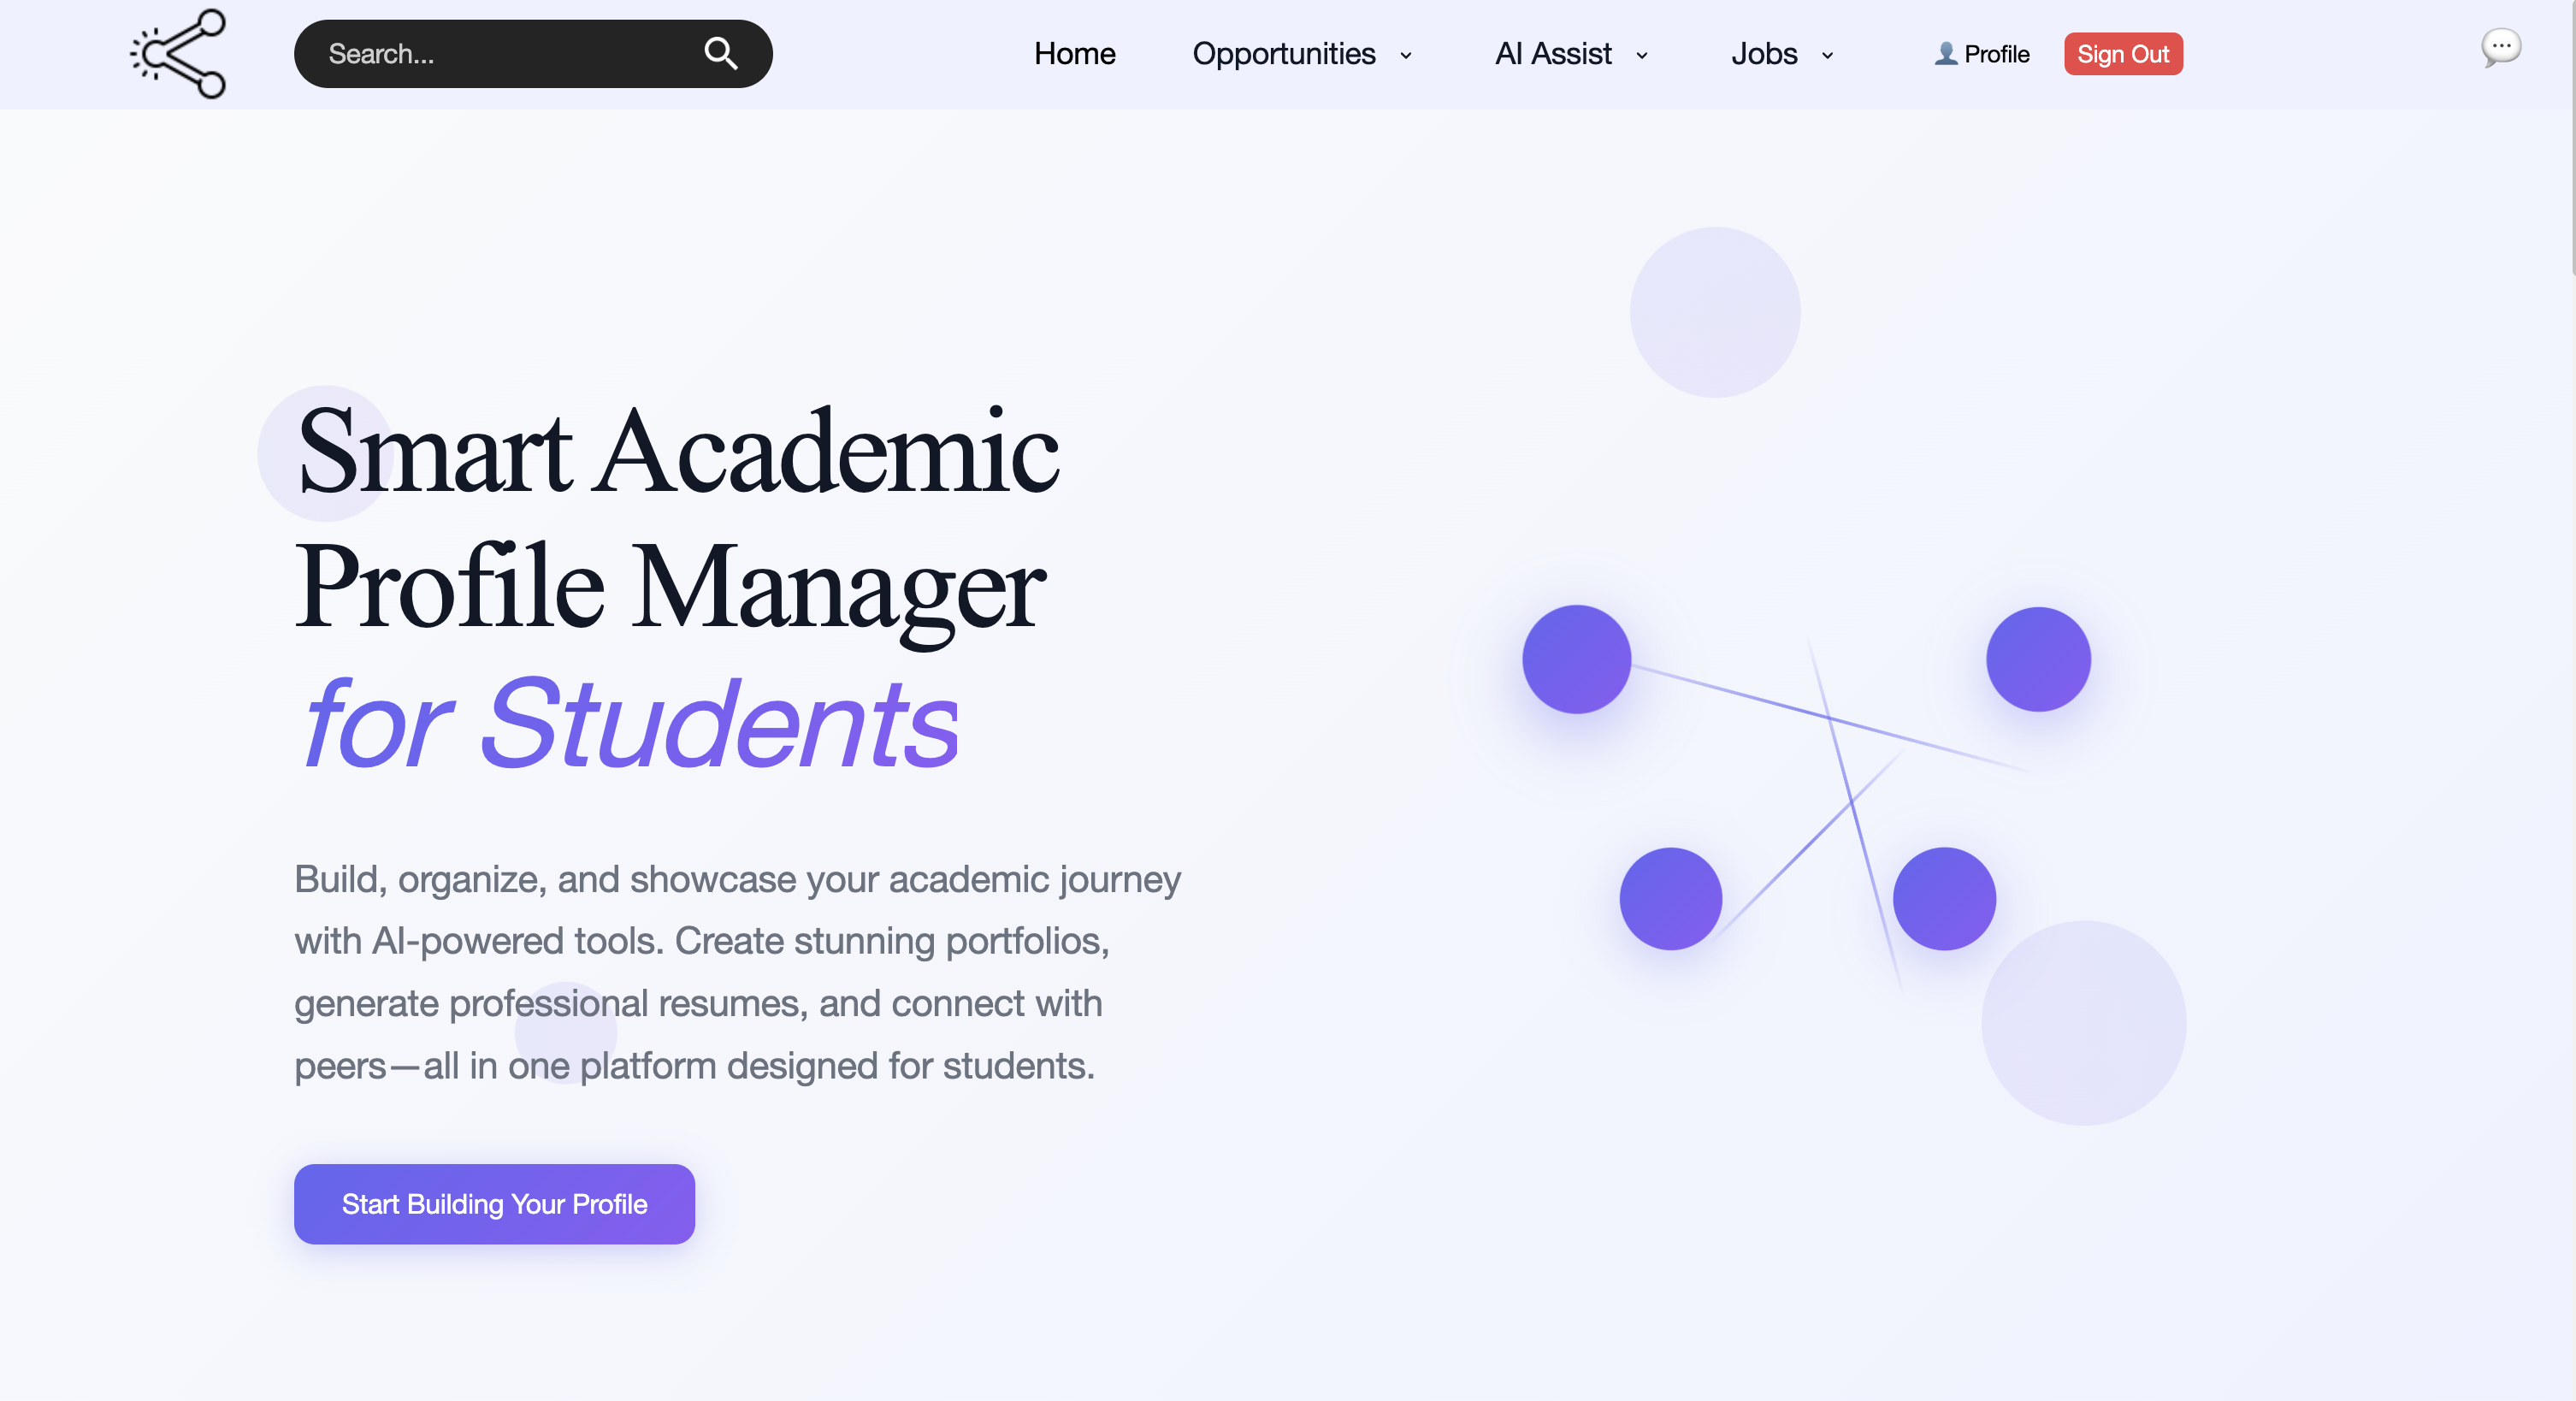 Search...
Home
Opportunities
AI Assist
Jobs
Profile
Sign Out
Smart Academic
Profile Manager
for Students
Build, organize, and showcase your academic journey
with AI-powered tools. Create stunning portfolios,
generate professional resumes, and connect with
peers—all in one platform designed for students.
Start Building Your Profile